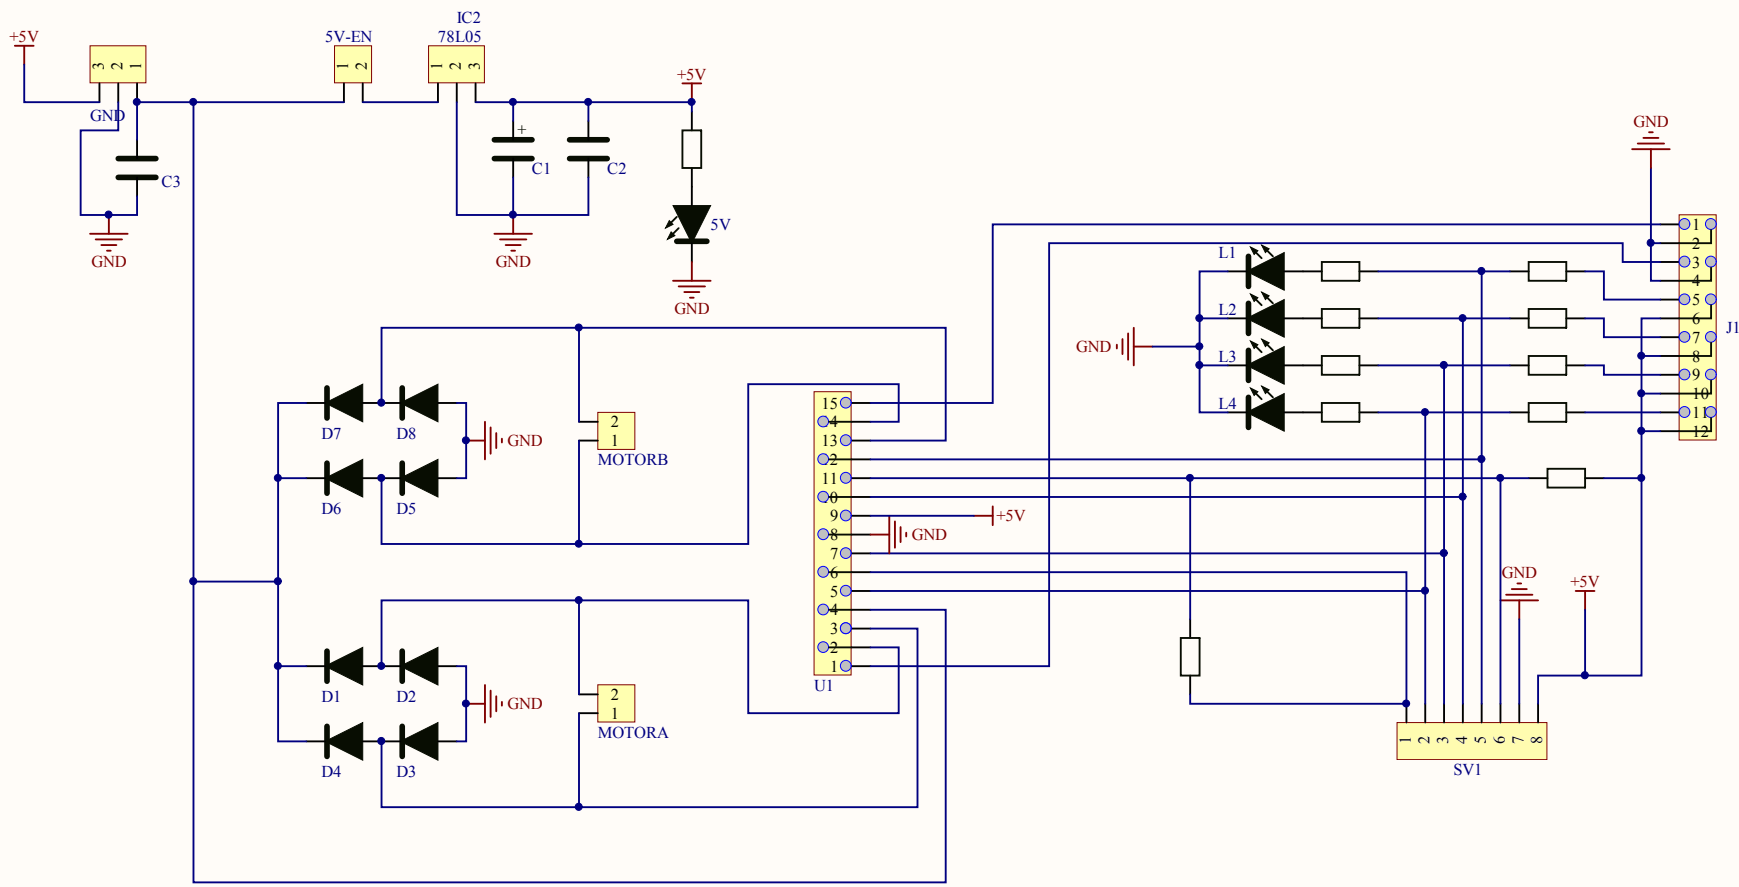 IC2
+5V
5V-EN
78L05
3 2 1
1 2
1 2 3
+5V
GND
+
C3
C1
C2
5V
GND
GND
GND
GND
L1
L2
L3
L4
GND
1
2
3
4
5
6
7
8
9
10
11
12
J1
D7
D8
GND
D6
D5
2
1
MOTORB
15
4
13
2
11
0
9
8
7
6
5
4
3
2
1
U1
+5V
GND
GND
+5V
D1
D2
GND
D4
D3
2
1
MOTORA
1 2 3 4 5 6 7 8
SV1